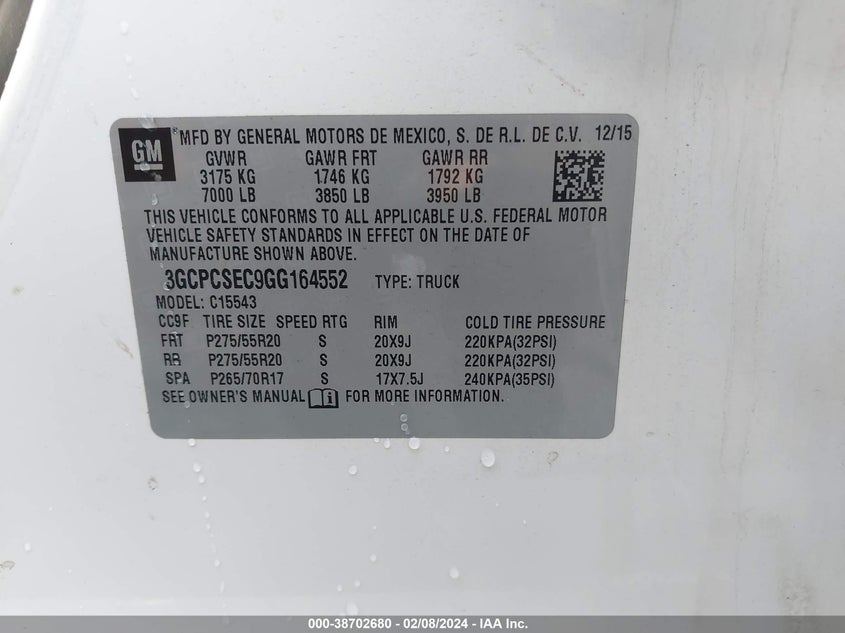 GM ® MFD BY GENERAL MOTORS DE MEXICO, S. DE R.L. DE C.V. 12/15
GVWR GAWR FRT GAWR RR
3175 KG 1746 KG 1792 KG
7000 LB 3850 LB 3950 LB
THIS VEHICLE CONFORMS TO ALL APPLICABLE U.S. FEDERAL MOTOR
VEHICLE SAFETY STANDARDS IN EFFECT ON THE DATE OF
MANUFACTURE SHOWN ABOVE.
3GCPCSEC9GG164552 TYPE: TRUCK
MODEL: C15543
CC9F TIRE SIZE SPEED RTG RIM COLD TIRE PRESSURE
FRT P275/55R20 S 20X9J 220KPA(32PSI)
RR P275/55R20 S 20X9J 220KPA(32PSI)
SPA P265/70R17 S 17X7.5J 240KPA(35PSI)
SEE OWNER'S MANUAL i FOR MORE INFORMATION.
000-38702680 - 02/08/2024 - IAA Inc.